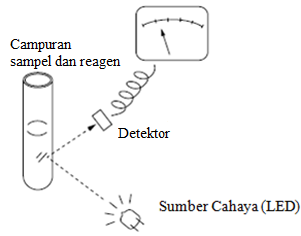 Campuran
sampel dan reagen
Detektor
Sumber Cahaya (LED)